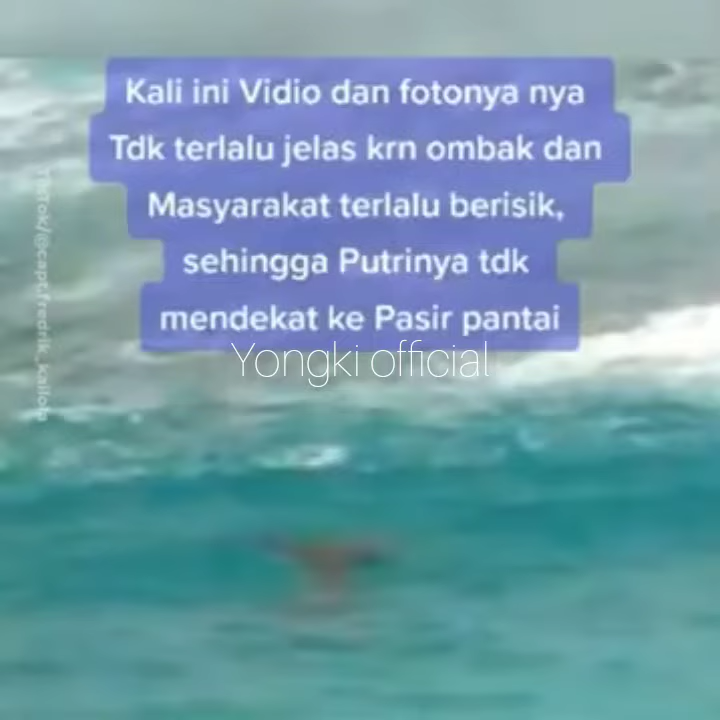 Kali ini Vidio dan fotonya nya
Tdk terlalu jelas krn ombak dan
Masyarakat terlalu berisik,
sehingga Putrinya tdk
mendekat ke Pasir pantai
Yongki official